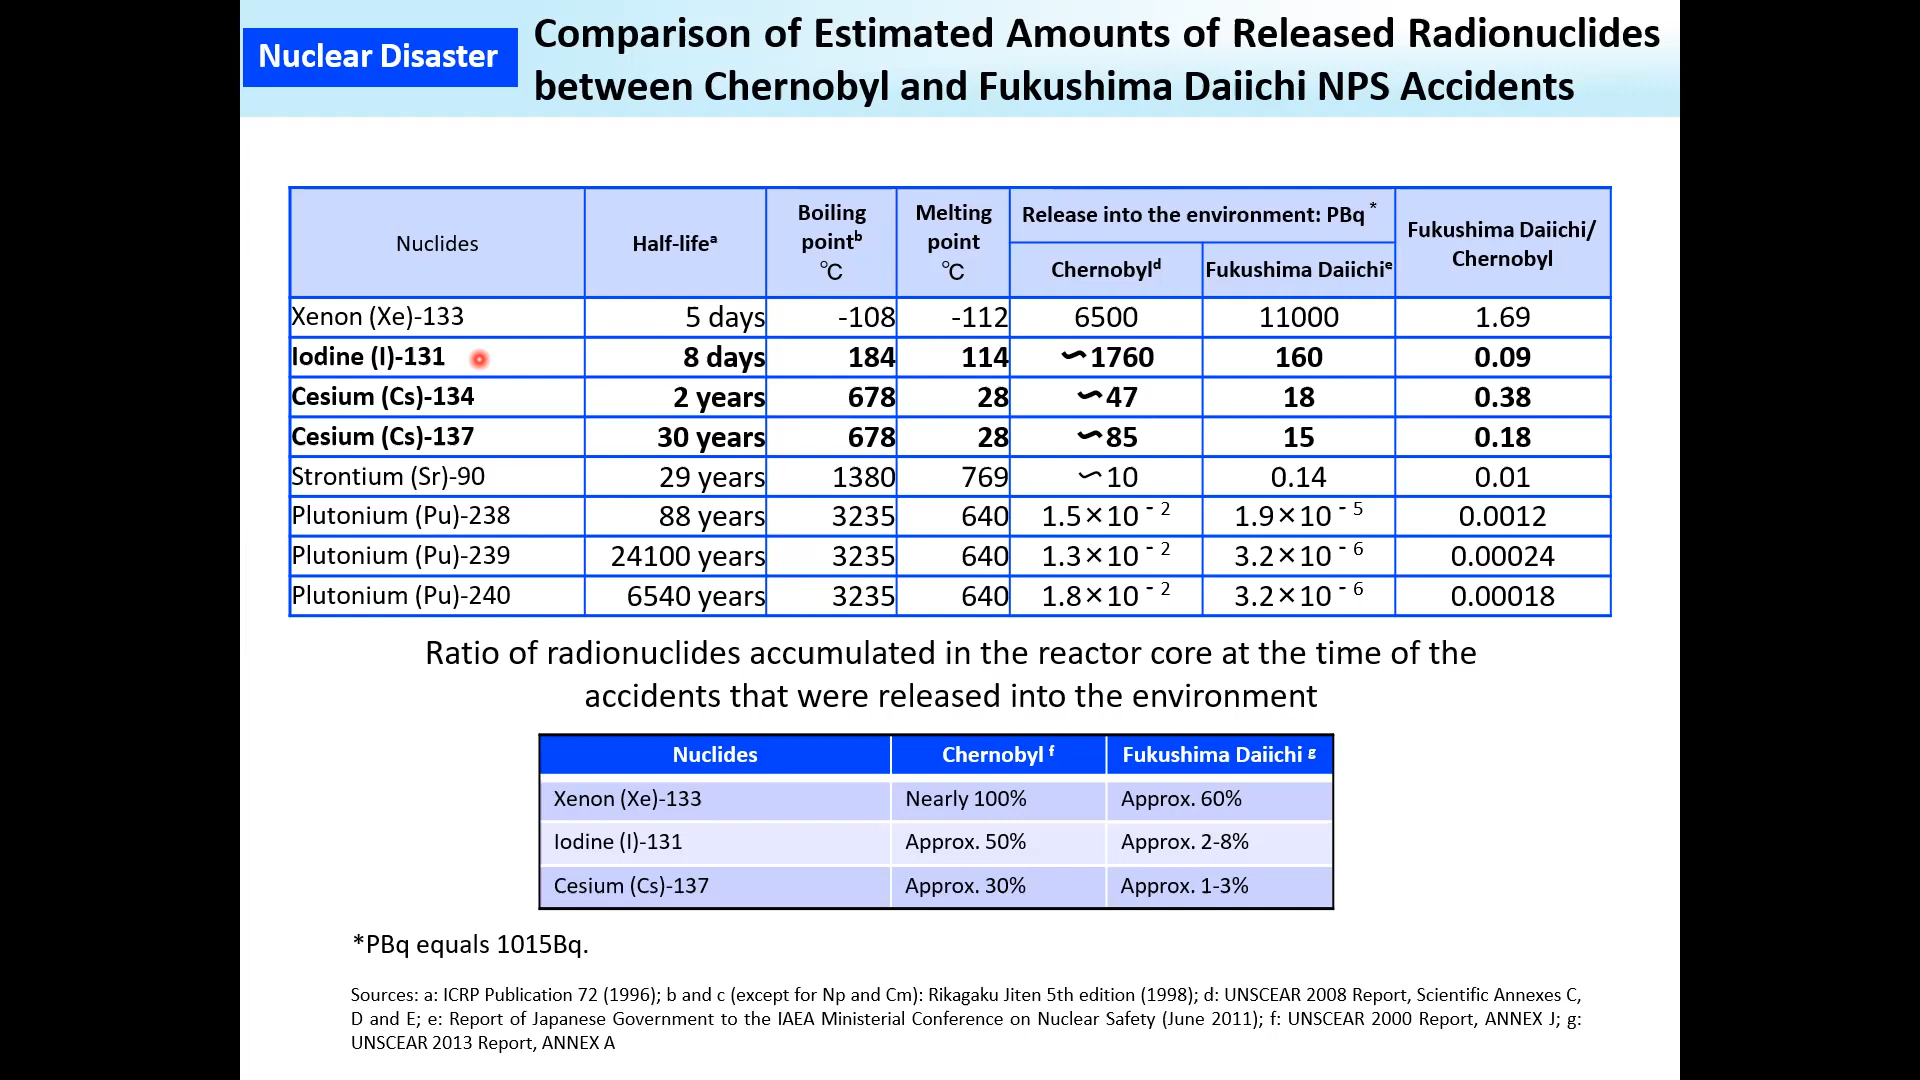 Nuclear Disaster
Comparison of Estimated Amounts of Released Radionuclides
between Chernobyl and Fukushima Daiichi NPS Accidents
Nuclides Half-lifeᵃ Boiling pointᵇ ℃ Melting point ℃ Release into the environment: PBq * Fukushima Daiichi/ Chernobyl
Chernobylᵈ Fukushima Daiichiᵉ
Xenon (Xe)-133 5 days -108 -112 6500 11000 1.69
Iodine (I)-131 8 days 184 114 ∽1760 160 0.09
Cesium (Cs)-134 2 years 678 28 ∽47 18 0.38
Cesium (Cs)-137 30 years 678 28 ∽85 15 0.18
Strontium (Sr)-90 29 years 1380 769 ∽10 0.14 0.01
Plutonium (Pu)-238 88 years 3235 640 1.5×10⁻² 1.9×10⁻⁵ 0.0012
Plutonium (Pu)-239 24100 years 3235 640 1.3×10⁻² 3.2×10⁻⁶ 0.00024
Plutonium (Pu)-240 6540 years 3235 640 1.8×10⁻² 3.2×10⁻⁶ 0.00018
Ratio of radionuclides accumulated in the reactor core at the time of the
accidents that were released into the environment
Nuclides Chernobyl ᶠ Fukushima Daiichi ᵍ
Xenon (Xe)-133 Nearly 100% Approx. 60%
Iodine (I)-131 Approx. 50% Approx. 2-8%
Cesium (Cs)-137 Approx. 30% Approx. 1-3%
*PBq equals 1015Bq.
Sources: a: ICRP Publication 72 (1996); b and c (except for Np and Cm): Rikagaku Jiten 5th edition (1998); d: UNSCEAR 2008 Report, Scientific Annexes C,
D and E; e: Report of Japanese Government to the IAEA Ministerial Conference on Nuclear Safety (June 2011); f: UNSCEAR 2000 Report, ANNEX J; g:
UNSCEAR 2013 Report, ANNEX A